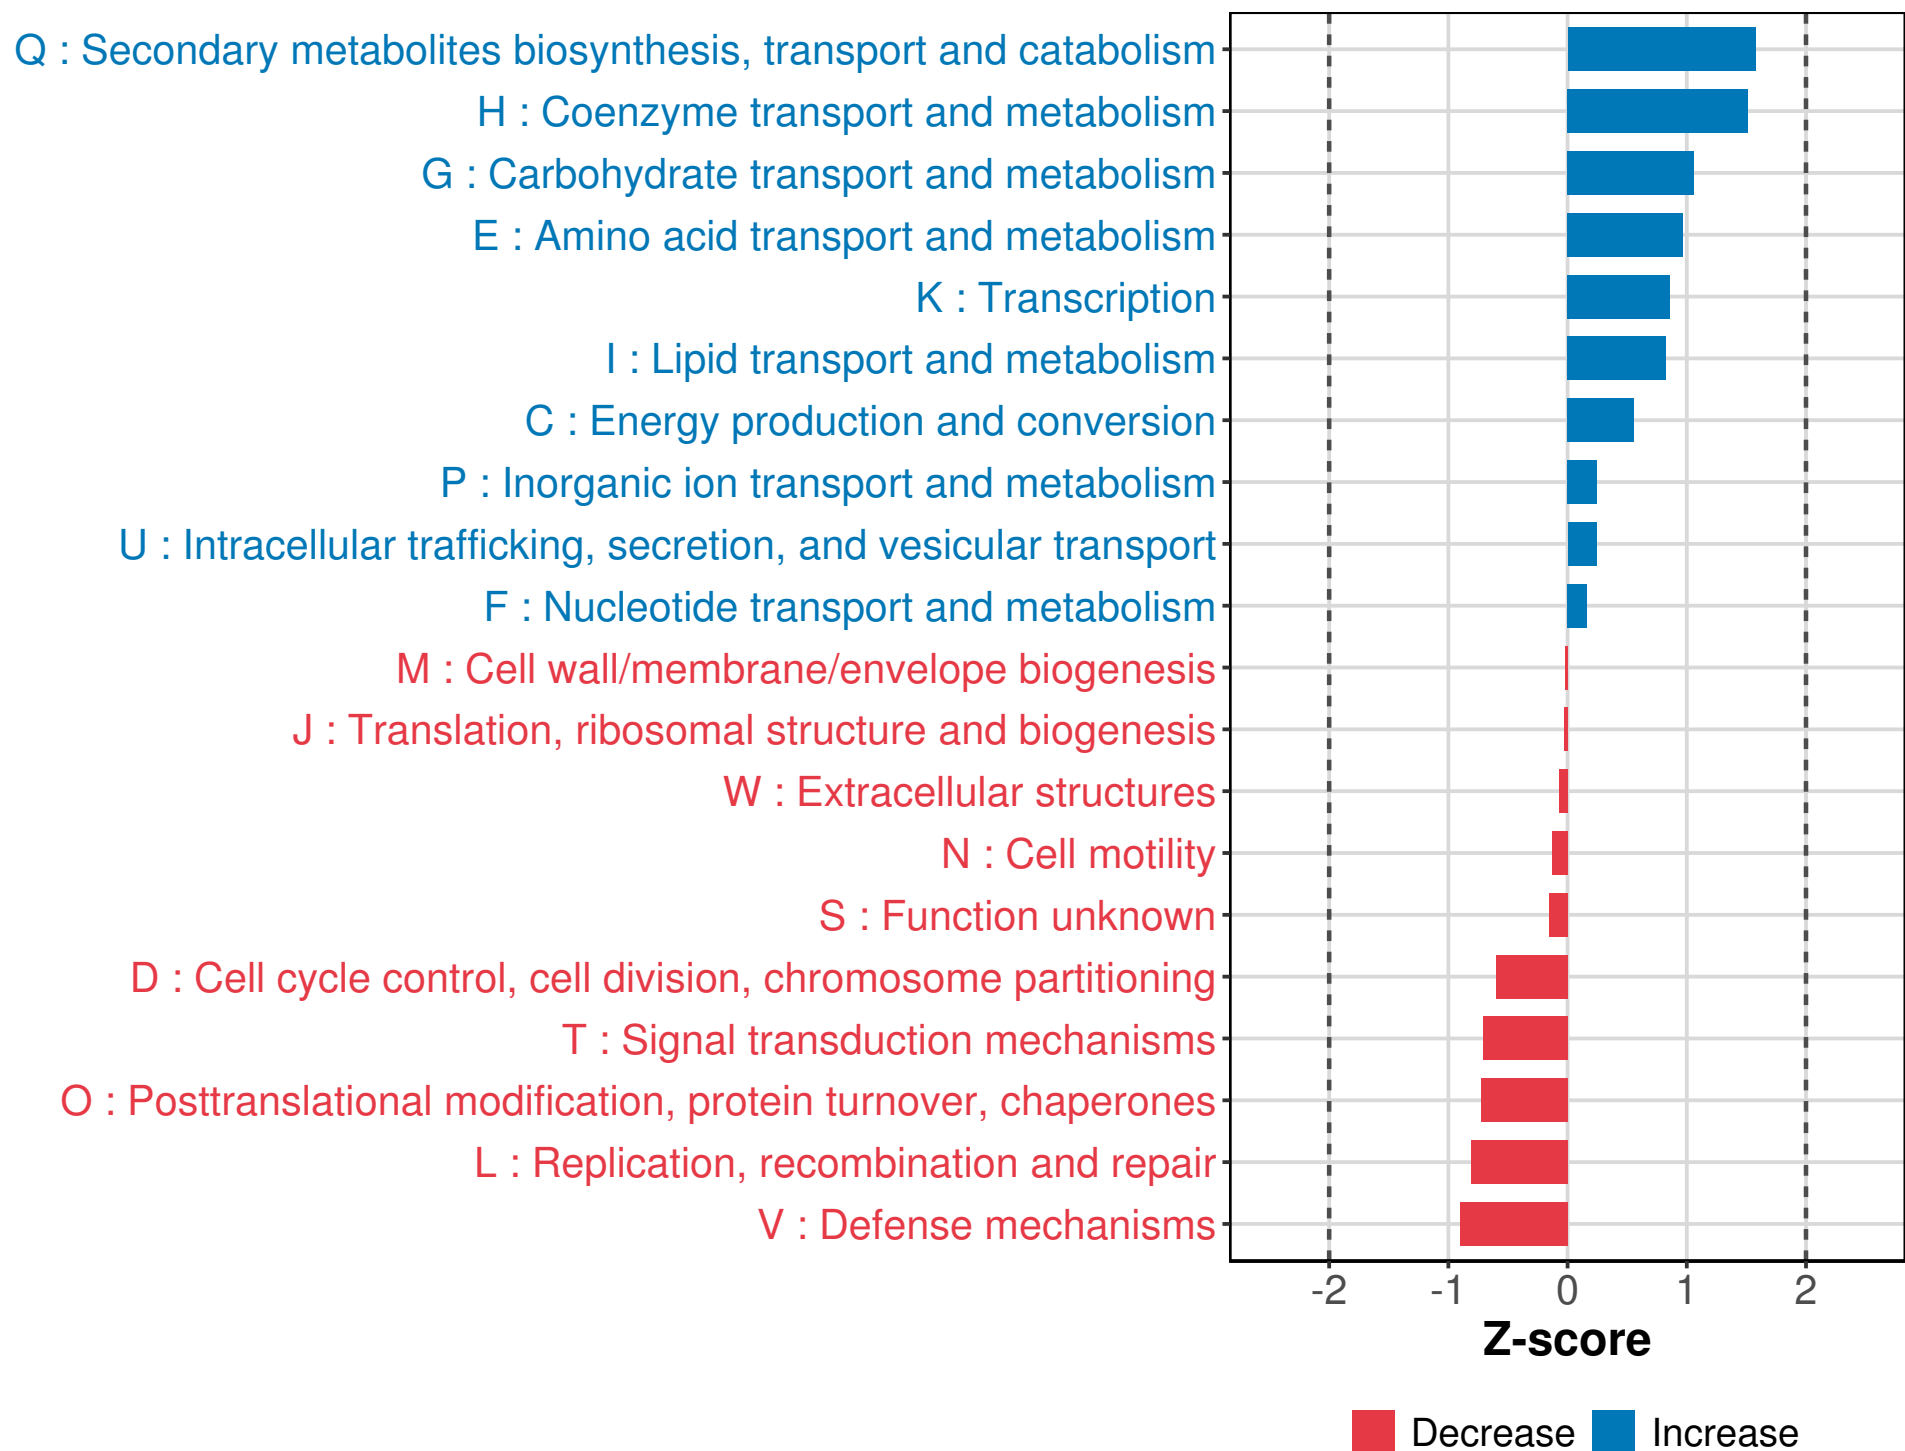 Q : Secondary metabolites biosynthesis, transport and catabolism
H : Coenzyme transport and metabolism
G : Carbohydrate transport and metabolism
E : Amino acid transport and metabolism
K : Transcription
I : Lipid transport and metabolism
C : Energy production and conversion
P : Inorganic ion transport and metabolism
U : Intracellular trafficking, secretion, and vesicular transport
F : Nucleotide transport and metabolism
M : Cell wall/membrane/envelope biogenesis
J : Translation, ribosomal structure and biogenesis
W : Extracellular structures
N : Cell motility
S : Function unknown
D : Cell cycle control, cell division, chromosome partitioning
T : Signal transduction mechanisms
O : Posttranslational modification, protein turnover, chaperones
L : Replication, recombination and repair
V : Defense mechanisms
-2 -1 0 1 2
Z-score
Decrease Increase